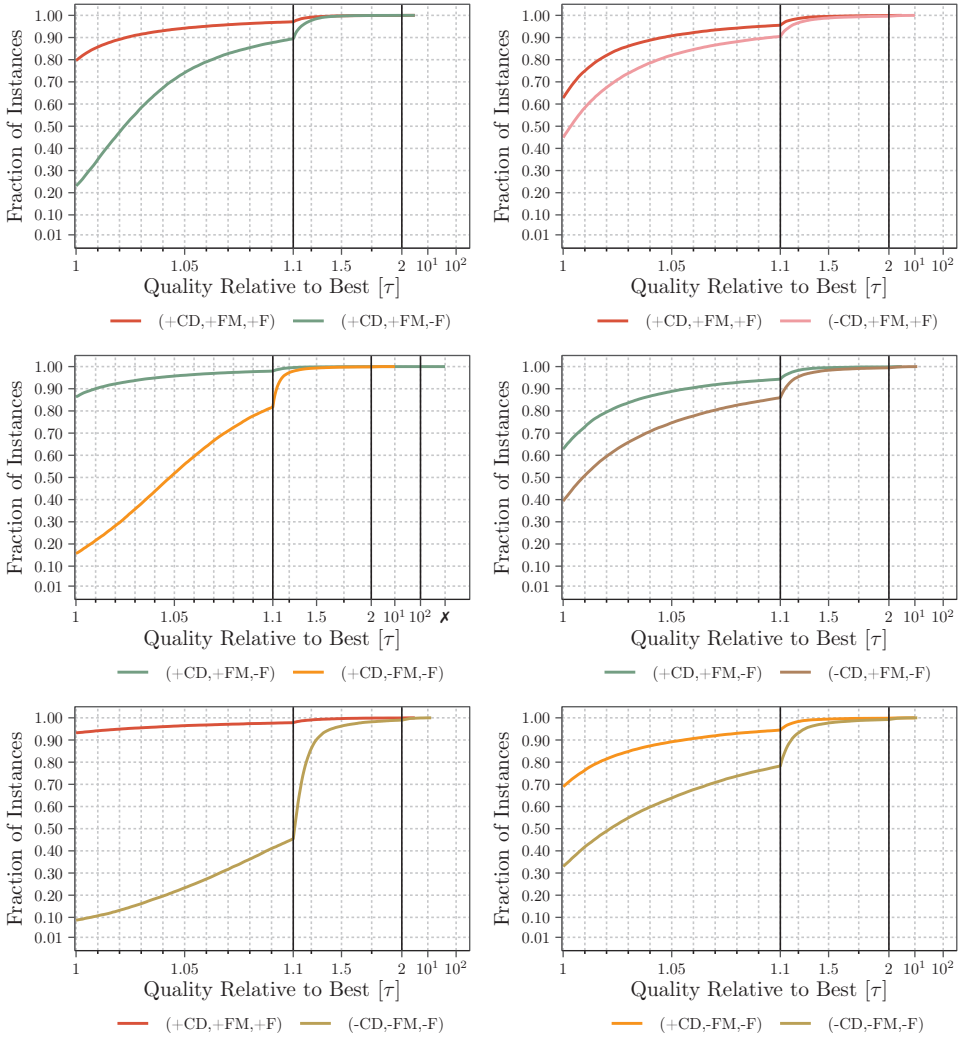 Fraction of Instances
1.00
0.90
0.80
0.70
0.60
0.50
0.40
0.30
0.20
0.10
0.01
1 1.05 1.1 1.5 2 10¹ 10²
Quality Relative to Best [τ]
(+CD,+FM,+F) (+CD,+FM,-F)
Fraction of Instances
1.00
0.90
0.80
0.70
0.60
0.50
0.40
0.30
0.20
0.10
0.01
1 1.05 1.1 1.5 2 10¹ 10²
Quality Relative to Best [τ]
(+CD,+FM,+F) (-CD,+FM,+F)
Fraction of Instances
1.00
0.90
0.80
0.70
0.60
0.50
0.40
0.30
0.20
0.10
0.01
1 1.05 1.1 1.5 2 10¹ 10² ✗
Quality Relative to Best [τ]
(+CD,+FM,-F) (+CD,-FM,-F)
Fraction of Instances
1.00
0.90
0.80
0.70
0.60
0.50
0.40
0.30
0.20
0.10
0.01
1 1.05 1.1 1.5 2 10¹ 10²
Quality Relative to Best [τ]
(+CD,+FM,-F) (-CD,+FM,-F)
Fraction of Instances
1.00
0.90
0.80
0.70
0.60
0.50
0.40
0.30
0.20
0.10
0.01
1 1.05 1.1 1.5 2 10¹ 10²
Quality Relative to Best [τ]
(+CD,+FM,+F) (-CD,-FM,-F)
Fraction of Instances
1.00
0.90
0.80
0.70
0.60
0.50
0.40
0.30
0.20
0.10
0.01
1 1.05 1.1 1.5 2 10¹ 10²
Quality Relative to Best [τ]
(+CD,-FM,-F) (-CD,-FM,-F)